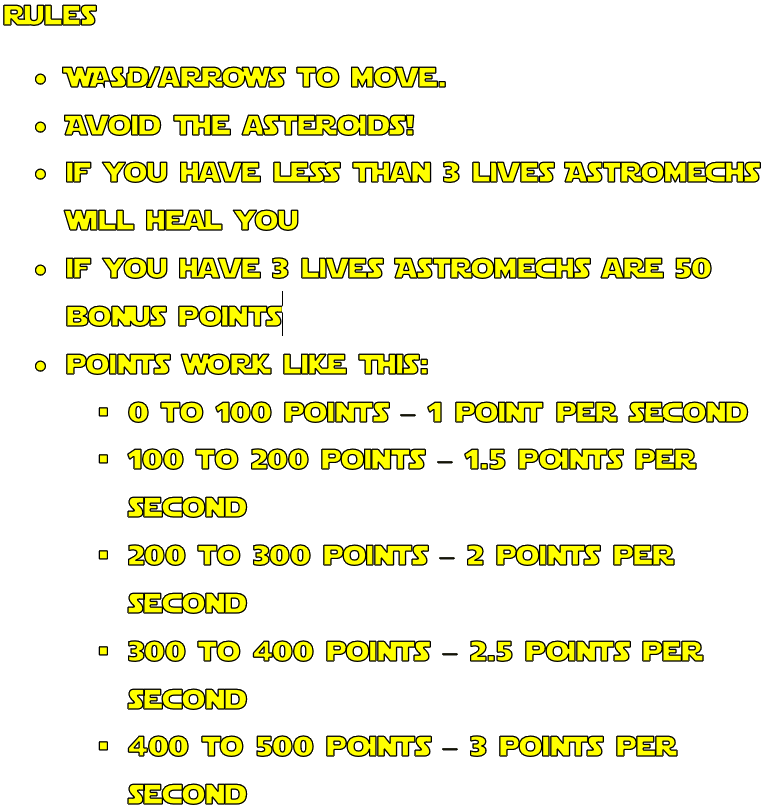 RULES
• WASD/ARROWS TO MOVE.
• AVOID THE ASTEROIDS!
• IF YOU HAVE LESS THAN 3 LIVES ASTROMECHS
WILL HEAL YOU
• IF YOU HAVE 3 LIVES ASTROMECHS ARE 50
BONUS POINTS
• POINTS WORK LIKE THIS:
▪ 0 TO 100 POINTS – 1 POINT PER SECOND
▪ 100 TO 200 POINTS – 1.5 POINTS PER
SECOND
▪ 200 TO 300 POINTS – 2 POINTS PER
SECOND
▪ 300 TO 400 POINTS – 2.5 POINTS PER
SECOND
▪ 400 TO 500 POINTS – 3 POINTS PER
SECOND